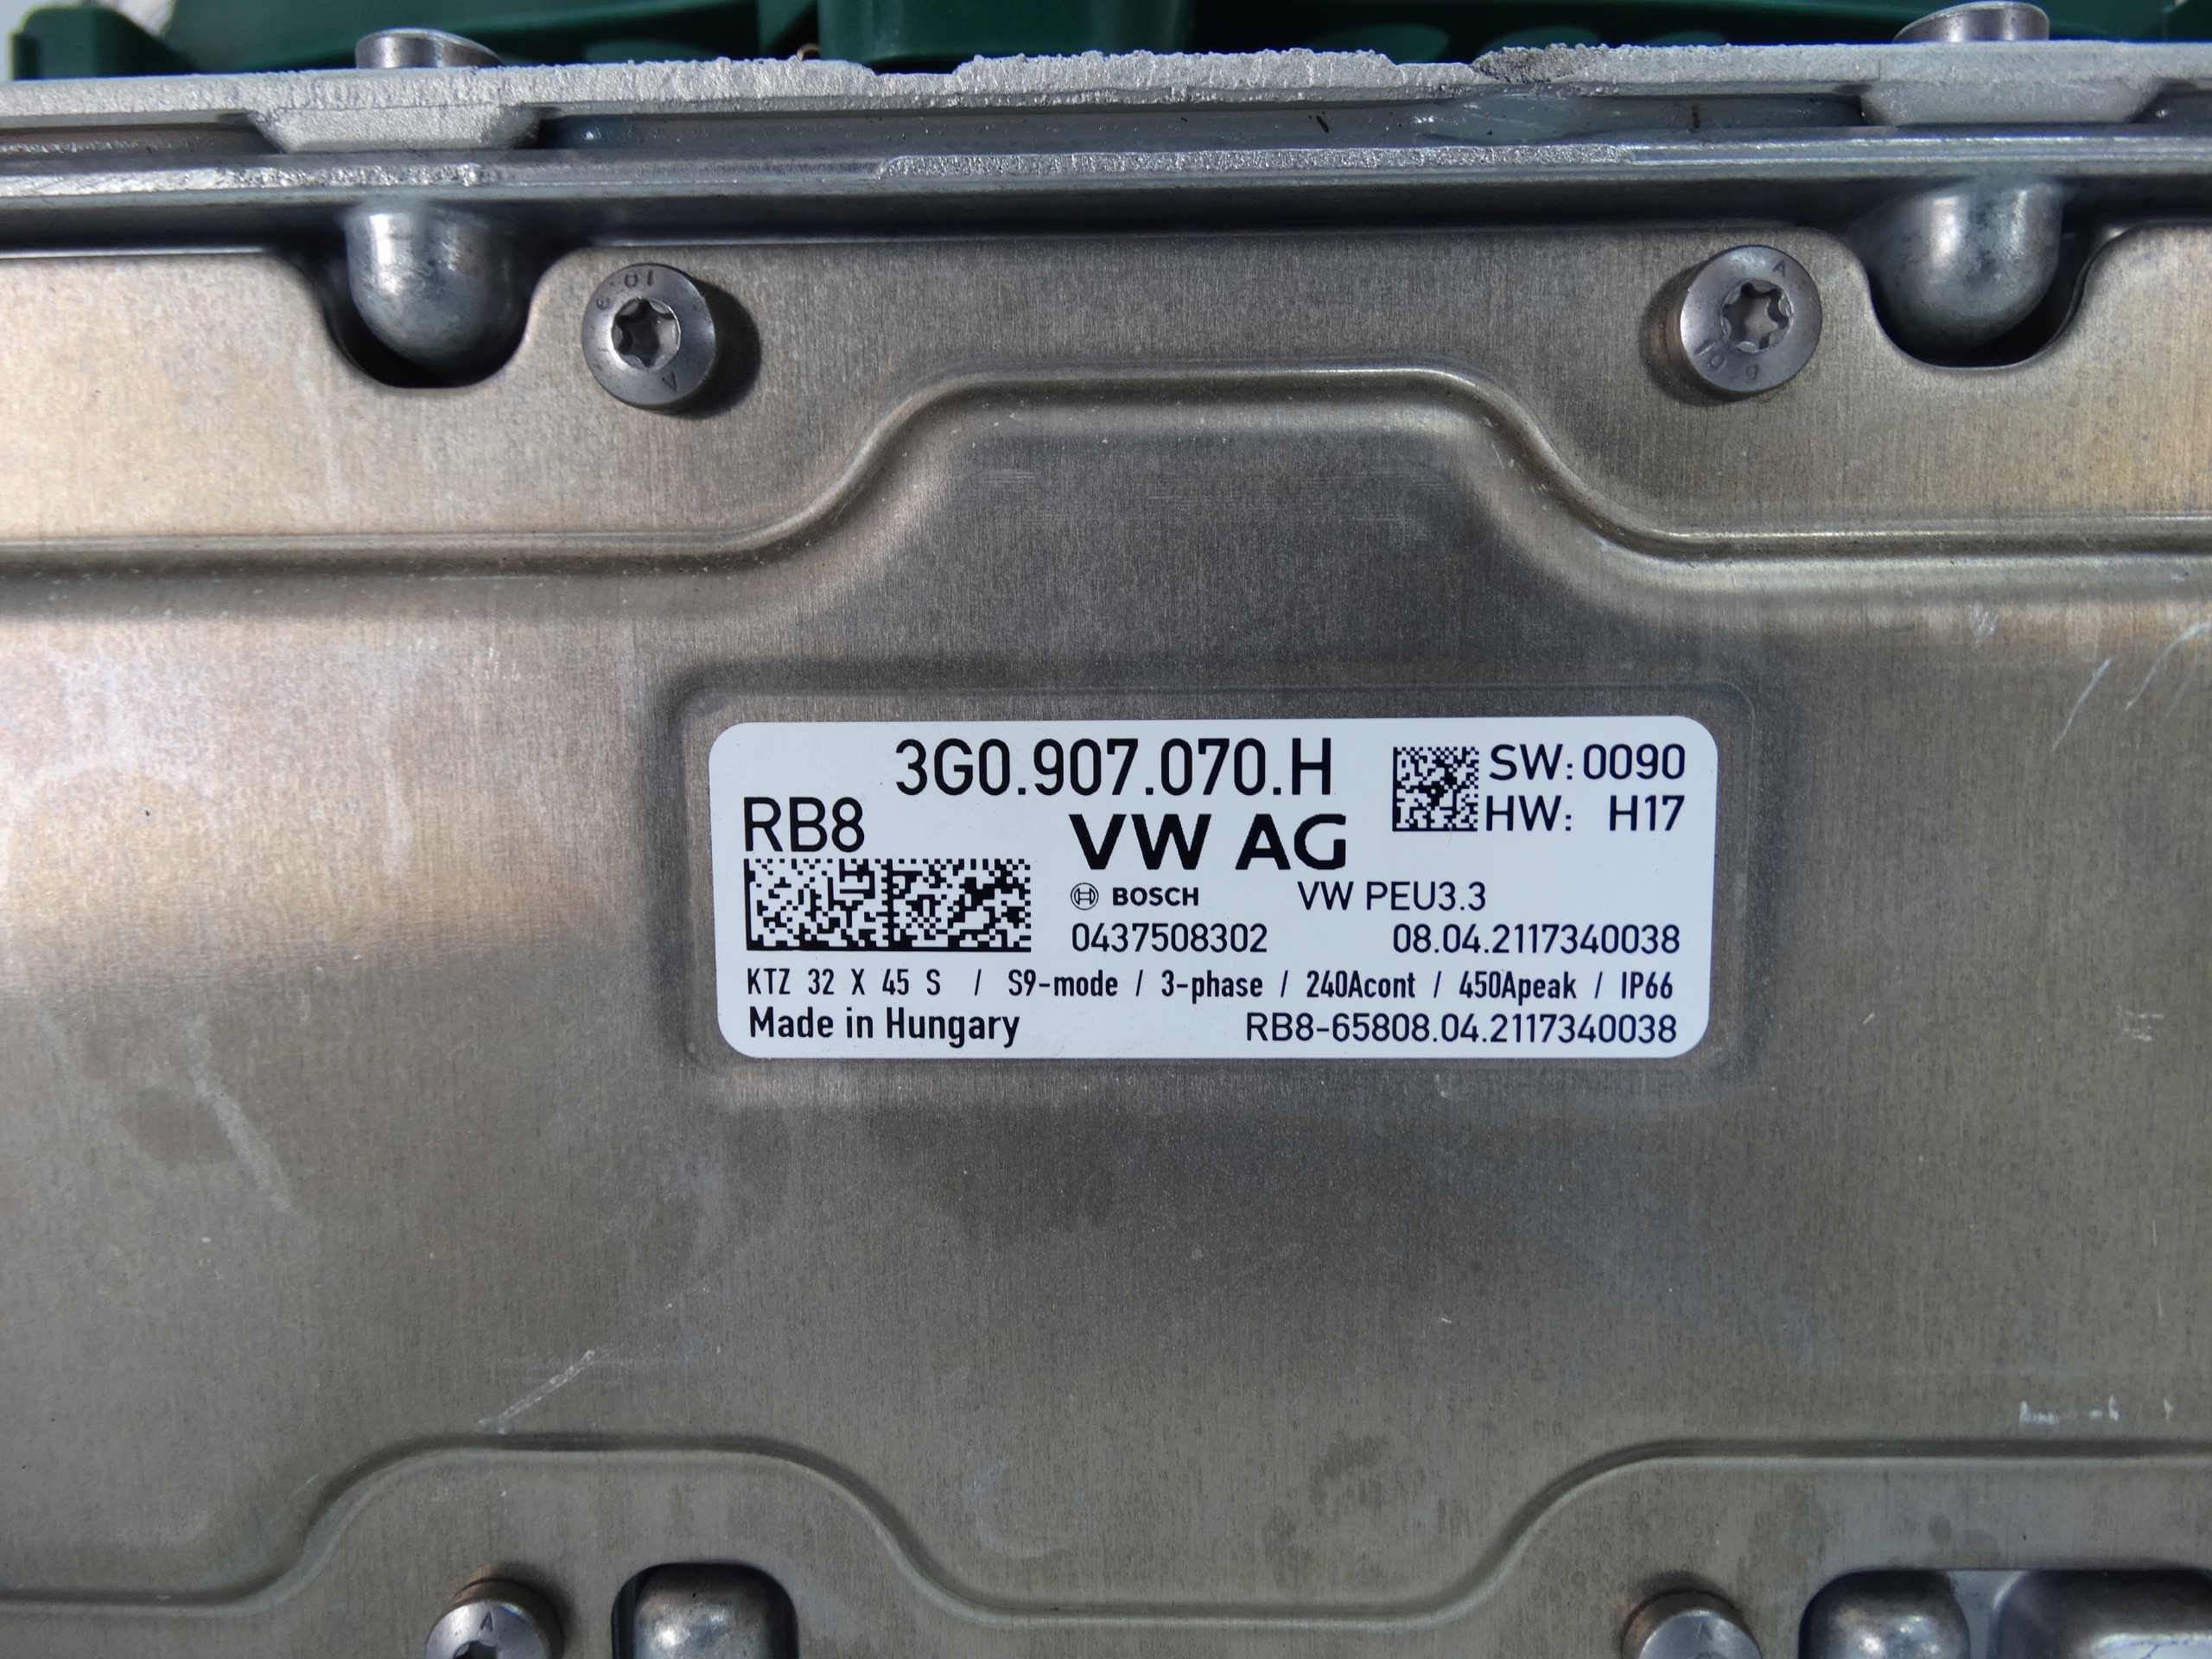 3G0.907.070.H
SW:0090
HW: H17
RB8
VW AG
BOSCH VW PEU3.3
0437508302 08.04.2117340038
KTZ 32 X 45 S / S9-mode / 3-phase / 240Acont / 450Apeak / IP66
Made in Hungary RB8-65808.04.2117340038